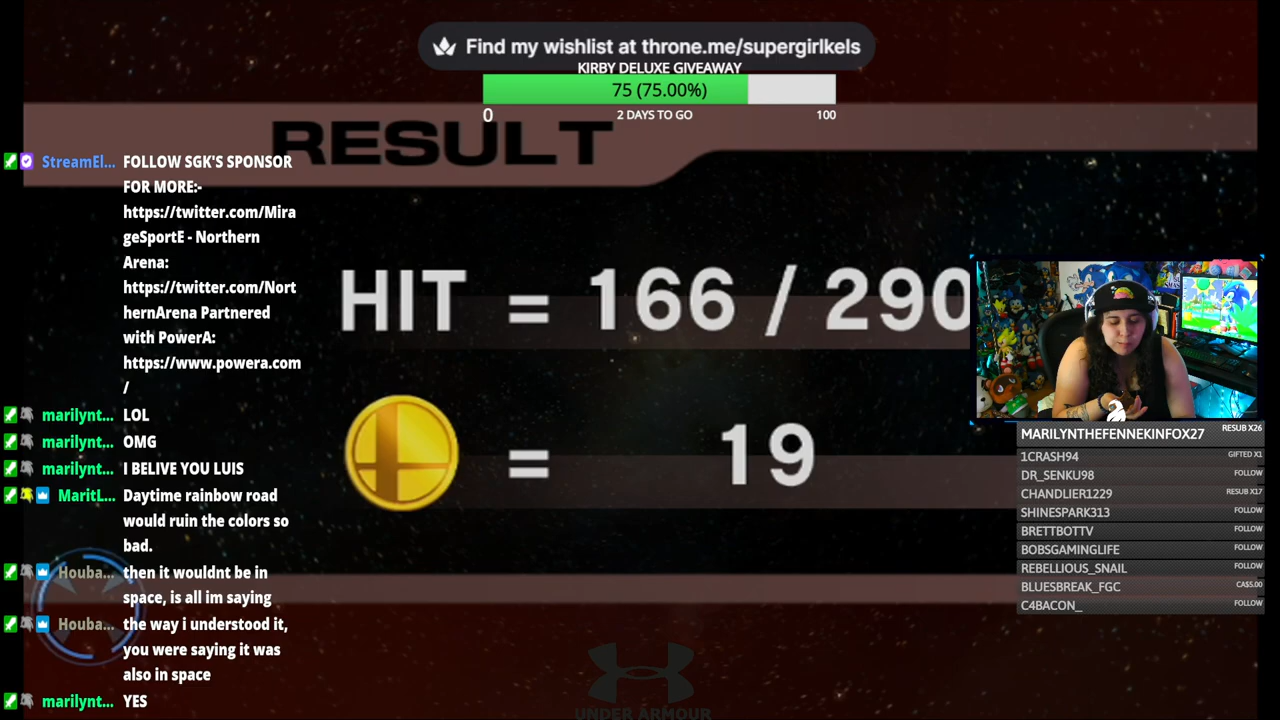 Find my wishlist at throne.me/supergirlkels
KIRBY DELUXE GIVEAWAY
75 (75.00%)
0
2 DAYS TO GO
100
RESULT
StreamEl... FOLLOW SGK'S SPONSOR
FOR MORE:-
https://twitter.com/Mira
geSportE - Northern
Arena:
https://twitter.com/Nort
hernArena Partnered
with PowerA:
https://www.powera.com
/
marilynt... LOL
marilynt... OMG
marilynt... I BELIVE YOU LUIS
MaritL... Daytime rainbow road
would ruin the colors so
bad.
Houba... then it wouldnt be in
space, is all im saying
Houba... the way i understood it,
you were saying it was
also in space
marilynt... YES
HIT = 166 / 290
= 19
MARILYNTHEFENNEKINFOX27 RESUB X26
1CRASH94 GIFTED X1
DR_SENKU98 FOLLOW
CHANDLIER1229 RESUB X17
SHINESPARK313 FOLLOW
BRETTBOTTV FOLLOW
BOBSGAMINGLIFE FOLLOW
REBELLIOUS_SNAIL FOLLOW
BLUESBREAK_FGC CA$5.00
C4BACON_ FOLLOW
UNDER ARMOUR